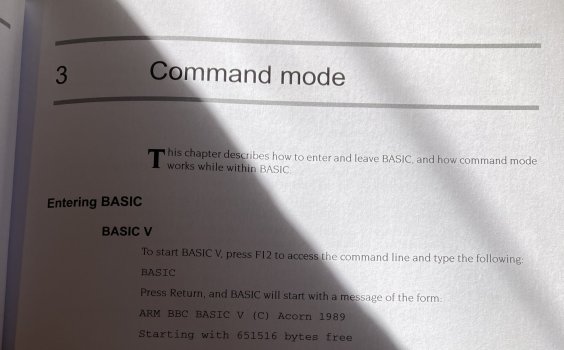 3 Command mode
This chapter describes how to enter and leave BASIC, and how command mode
works while within BASIC.
Entering BASIC
BASIC V
To start BASIC V, press F12 to access the command line and type the following:
BASIC
Press Return, and BASIC will start with a message of the form:
ARM BBC BASIC V (C) Acorn 1989
Starting with 651516 bytes free